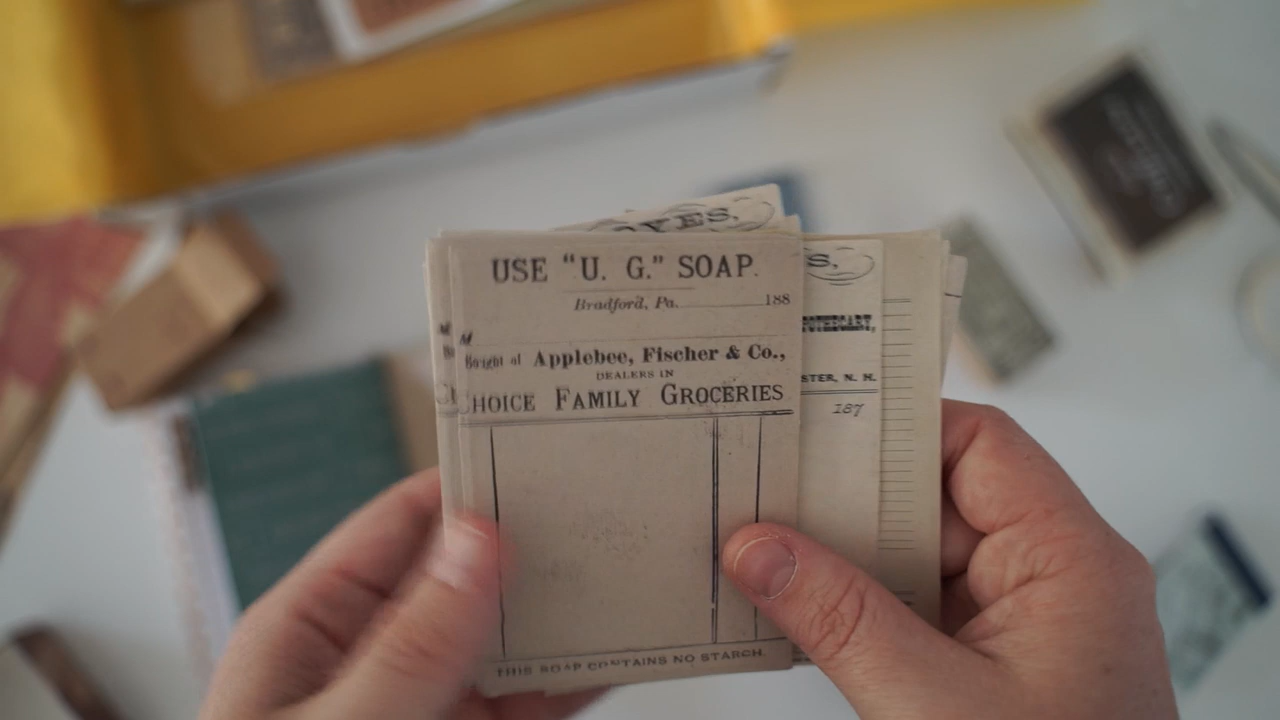 USE “U. G.” SOAP.
Bradford, Pa. 188
M
Bought of Applebee, Fischer & Co.,
DEALERS IN
CHOICE FAMILY GROCERIES
THIS SOAP CONTAINS NO STARCH.
S.
STER, N. H.
187